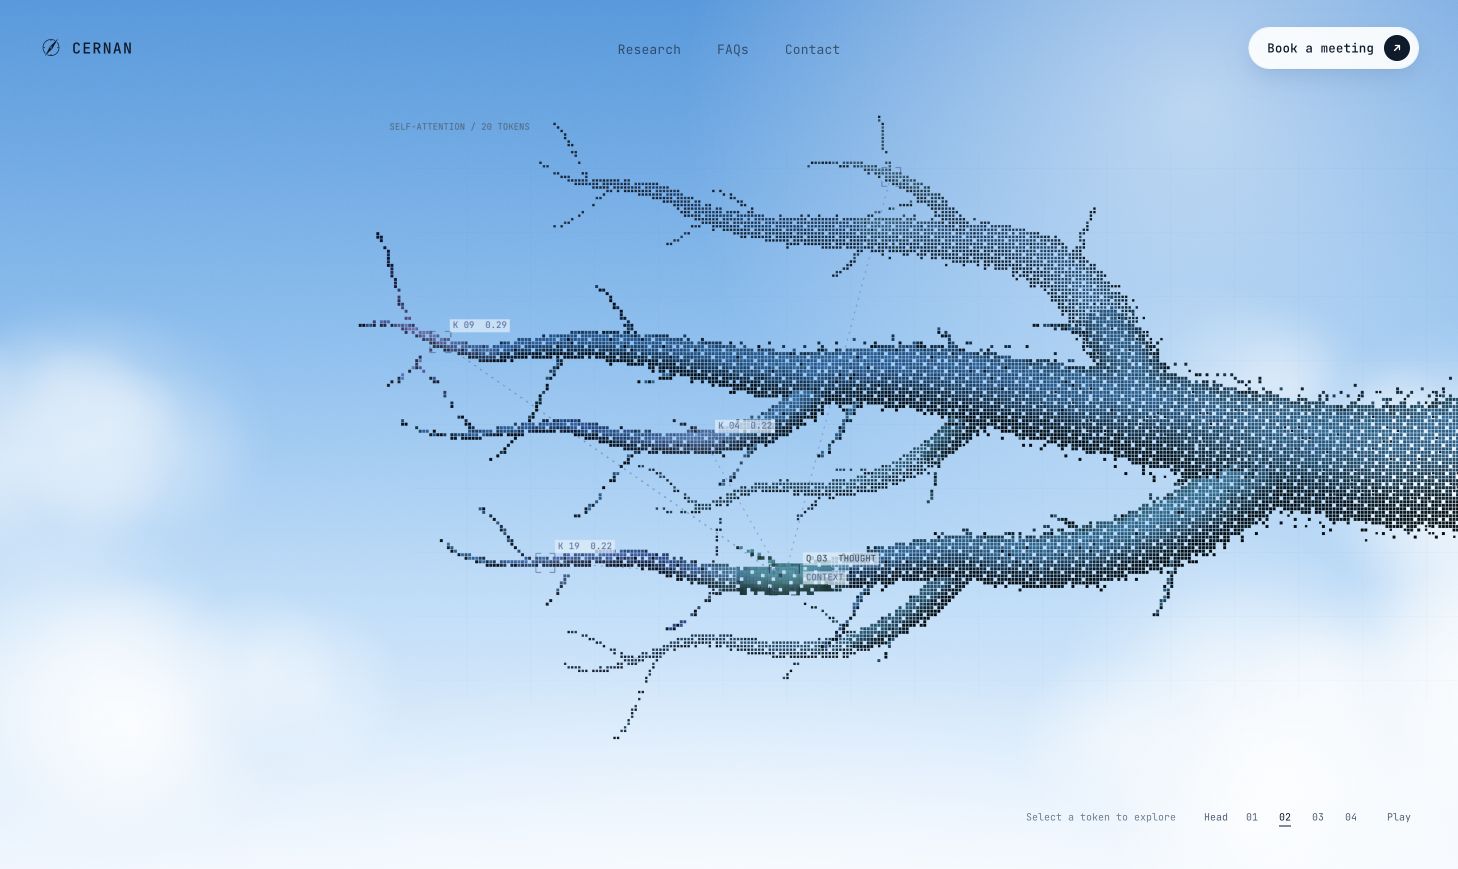 CERNAN
Research
FAQs
Contact
Book a meeting
SELF-ATTENTION / 20 TOKENS
K 09 0.29
K 04 0.22
K 19 0.22
Q 03 THOUGHT
CONTEXT
Select a token to explore
Head
01
02
03
04
Play